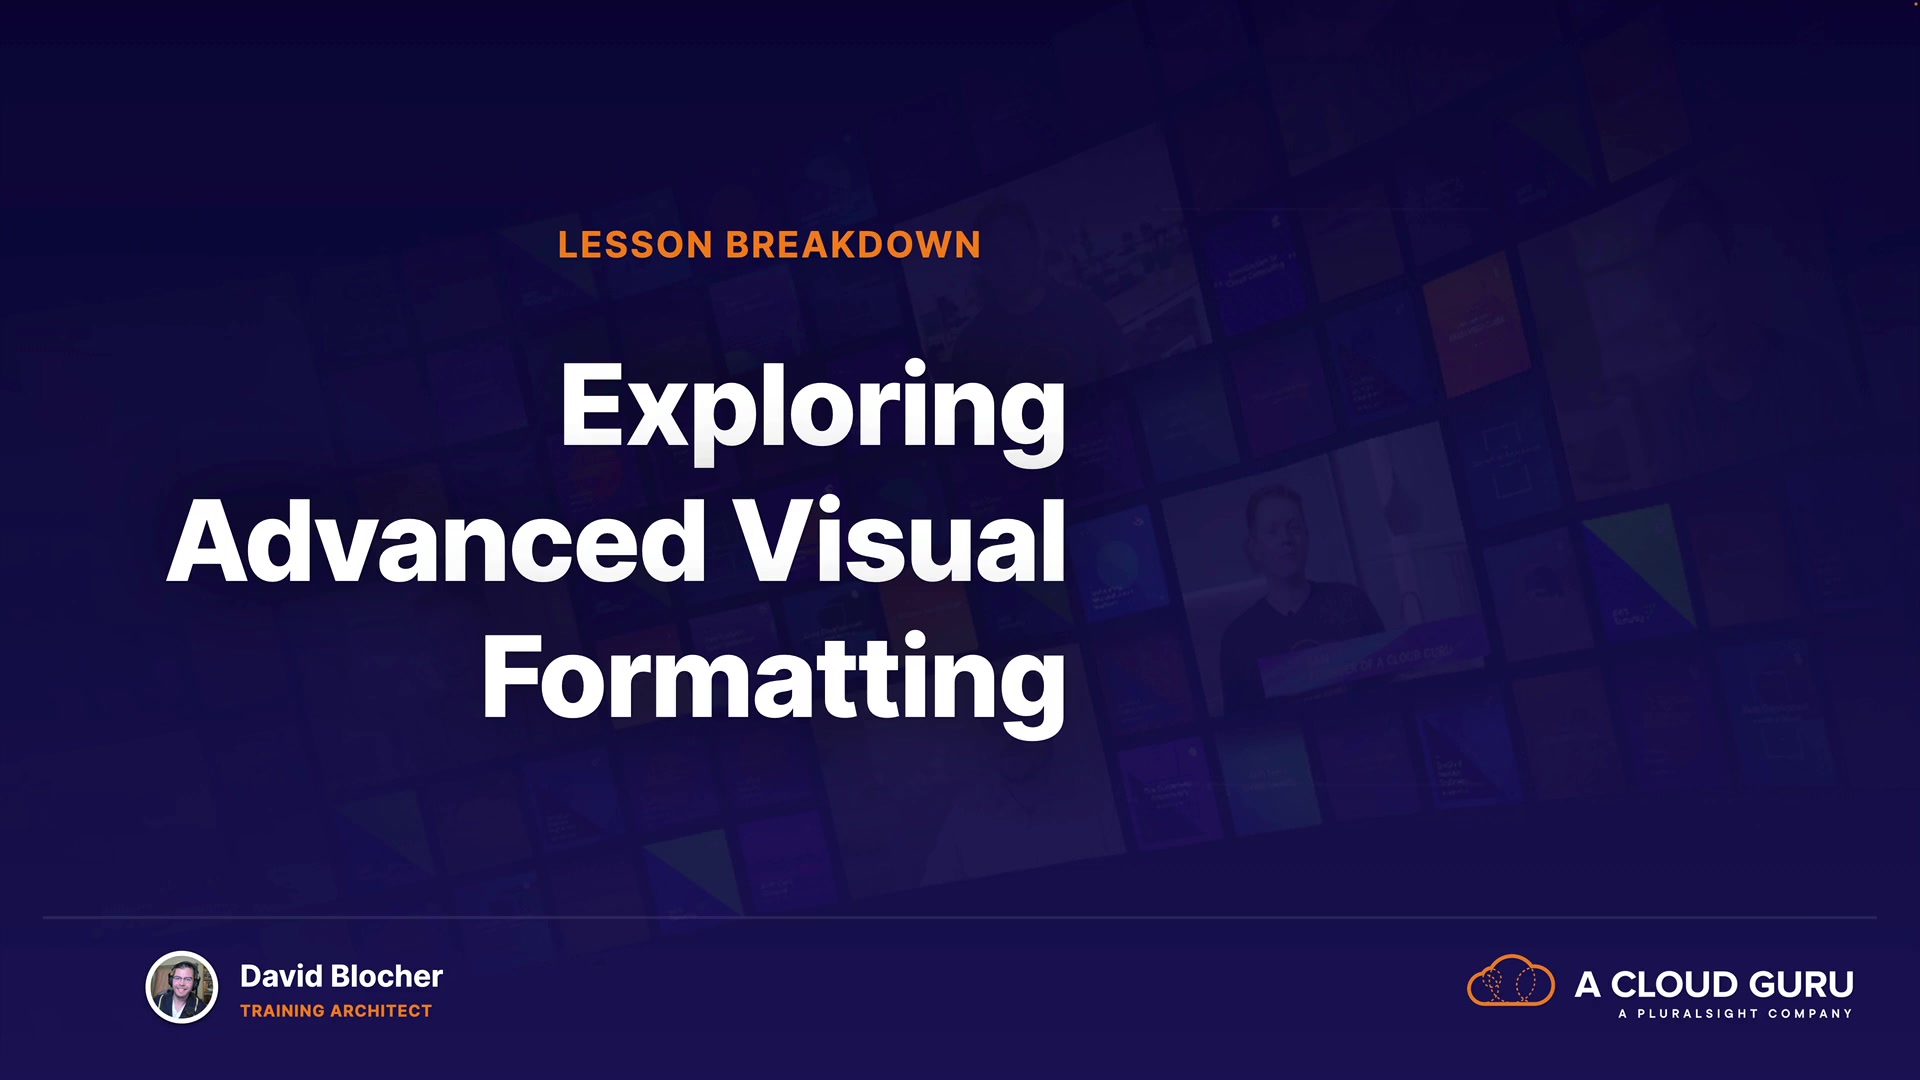 LESSON BREAKDOWN
Exploring
Advanced Visual
Formatting
David Blocher
TRAINING ARCHITECT
A CLOUD GURU
A PLURALSIGHT COMPANY